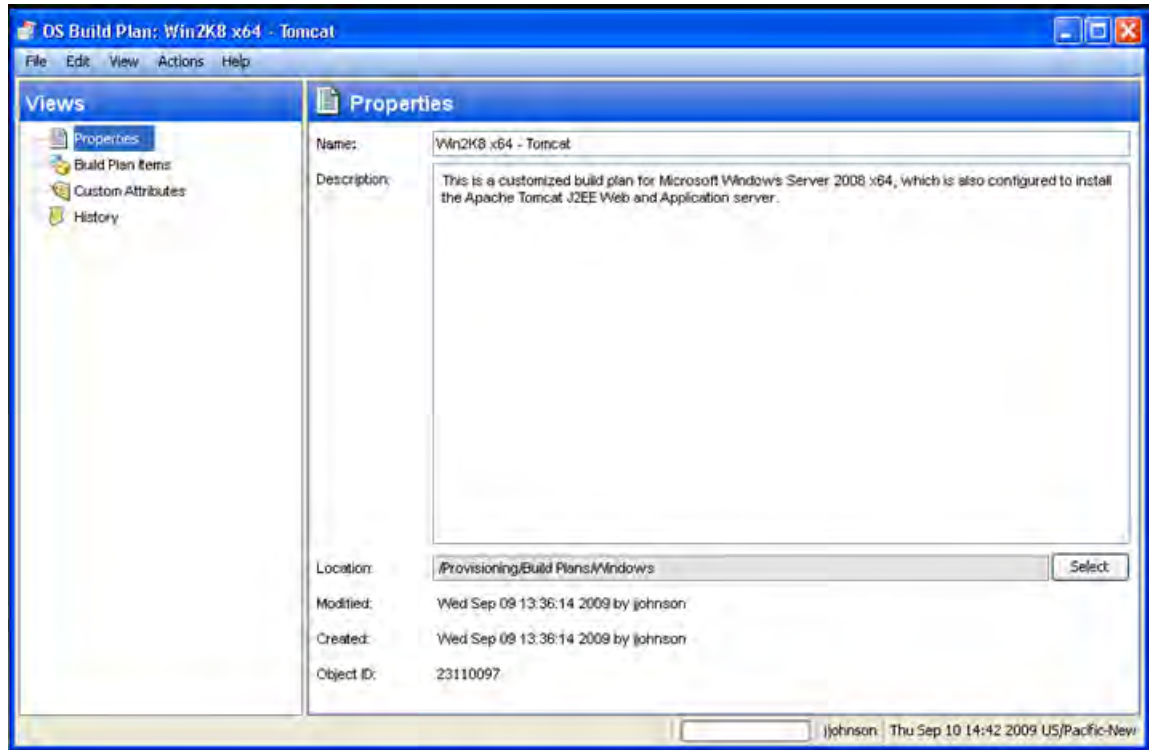 OS Build Plan: Win2K8 x64 - Tomcat
File Edit View Actions Help
Views
Properties
Build Plan Items
Custom Attributes
History
Properties
Name: Win2K8 x64 - Tomcat
Description: This is a customized build plan for Microsoft Windows Server 2008 x64, which is also configured to install
the Apache Tomcat J2EE Web and Application server.
Location: /Provisioning/Build Plans/Windows Select
Modified: Wed Sep 09 13:36:14 2009 by jjohnson
Created: Wed Sep 09 13:36:14 2009 by jjohnson
Object ID: 23110097
jjohnson Thu Sep 10 14:42 2009 US/Pacific-New